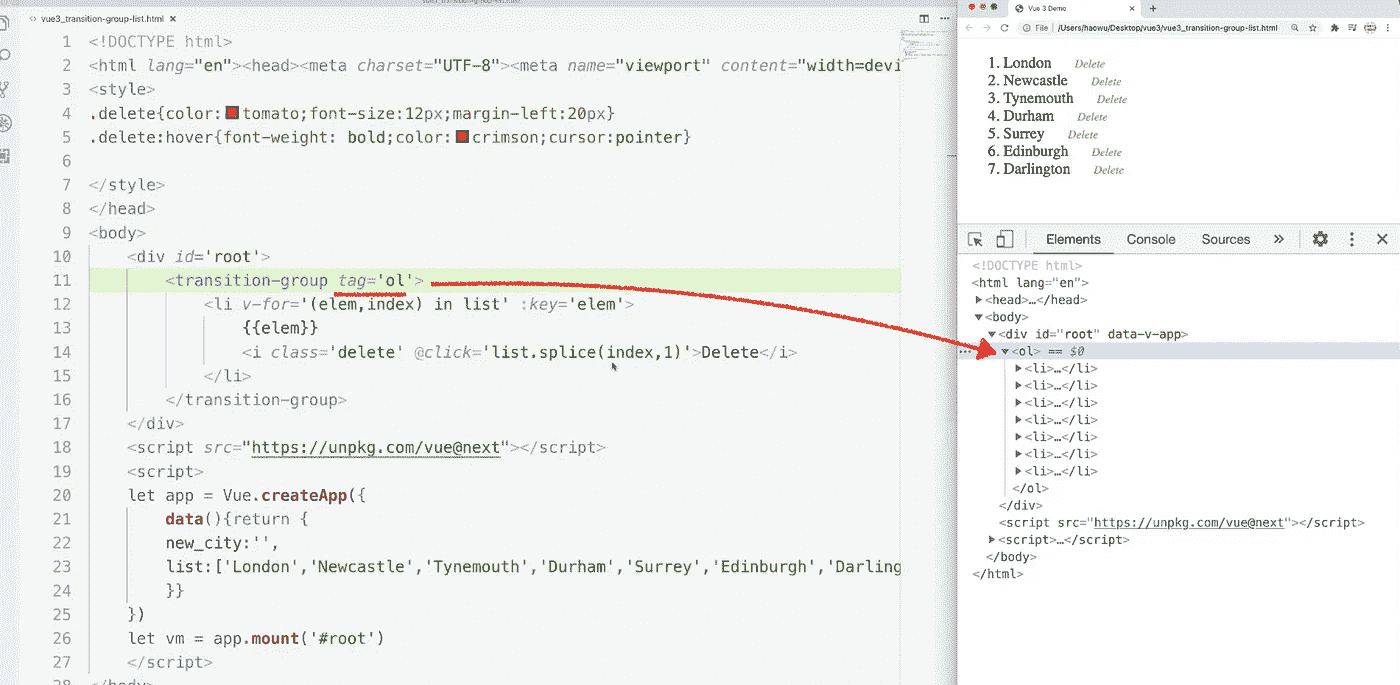 vue3_transition-group-list.html
1 <!DOCTYPE html>
2 <html lang="en"><head><meta charset="UTF-8"><meta name="viewport" content="width=devi
3 <style>
4 .delete{color:tomato;font-size:12px;margin-left:20px}
5 .delete:hover{font-weight: bold;color:crimson;cursor:pointer}
6
7 </style>
8 </head>
9 <body>
10 <div id='root'>
11 <transition-group tag='ol'>
12 <li v-for='(elem,index) in list' :key='elem'>
13 {{elem}}
14 <i class='delete' @click='list.splice(index,1)'>Delete</i>
15 </li>
16 </transition-group>
17 </div>
18 <script src="https://unpkg.com/vue@next"></script>
19 <script>
20 let app = Vue.createApp({
21 data(){return {
22 new_city:'',
23 list:['London','Newcastle','Tynemouth','Durham','Surrey','Edinburgh','Darling
24 }}
25 })
26 let vm = app.mount('#root')
27 </script>
28 </body>
Vue 3 Demo
File /Users/haowu/Desktop/vue3/vue3_transition-group-list.html
1. London Delete
2. Newcastle Delete
3. Tynemouth Delete
4. Durham Delete
5. Surrey Delete
6. Edinburgh Delete
7. Darlington Delete
Elements Console Sources »
<!DOCTYPE html>
<html lang="en">
<head>…</head>
<body>
<div id="root" data-v-app>
<ol> == $0
<li>…</li>
<li>…</li>
<li>…</li>
<li>…</li>
<li>…</li>
<li>…</li>
<li>…</li>
</ol>
</div>
<script src="https://unpkg.com/vue@next"></script>
<script>…</script>
</body>
</html>